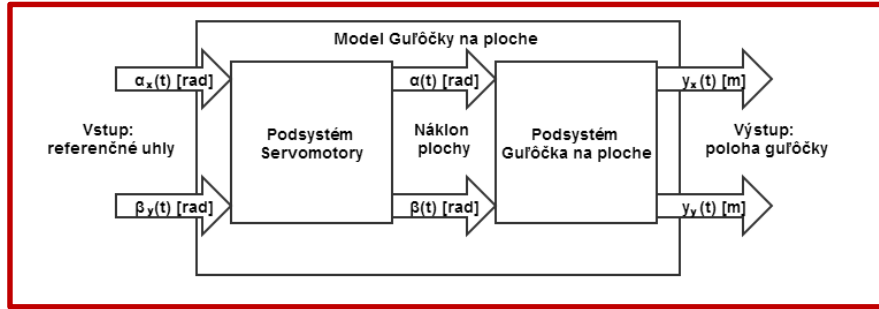 Model Guľôčky na ploche
αx(t) [rad]
α(t) [rad]
yx(t) [m]
Vstup:
referenčné uhly
Podsystém
Servomotory
Náklon
plochy
Podsystém
Guľôčka na ploche
Výstup:
poloha guľôčky
βy(t) [rad]
β(t) [rad]
yy(t) [m]